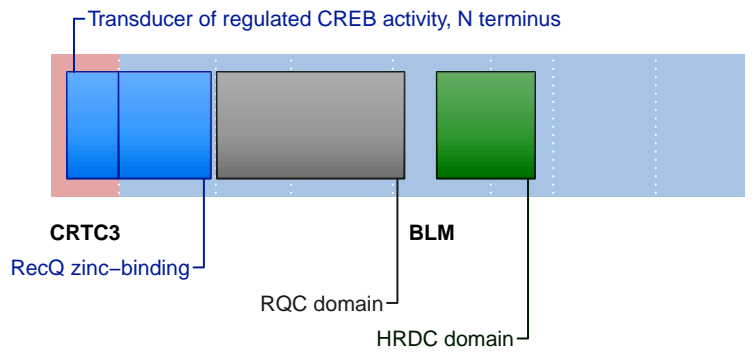 Transducer of regulated CREB activity, N terminus
CRTC3
BLM
RecQ zinc−binding
RQC domain
HRDC domain